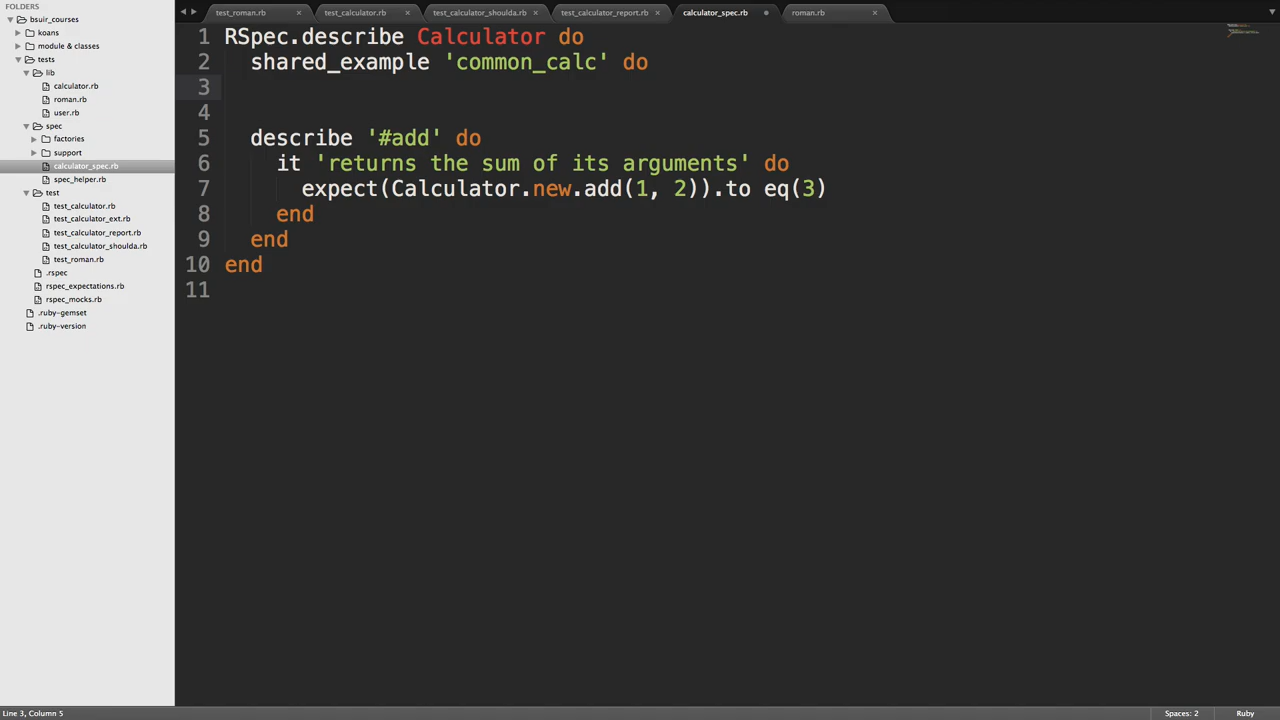 FOLDERS
bsuir_courses
koans
module & classes
tests
lib
calculator.rb
roman.rb
user.rb
spec
factories
support
calculator_spec.rb
spec_helper.rb
test
test_calculator.rb
test_calculator_ext.rb
test_calculator_report.rb
test_calculator_shoulda.rb
test_roman.rb
.rspec
rspec_expectations.rb
rspec_mocks.rb
.ruby-gemset
.ruby-version
test_roman.rb test_calculator.rb test_calculator_shoulda.rb test_calculator_report.rb calculator_spec.rb roman.rb
1 RSpec.describe Calculator do
2 shared_example 'common_calc' do
3
4
5 describe '#add' do
6 it 'returns the sum of its arguments' do
7 expect(Calculator.new.add(1, 2)).to eq(3)
8 end
9 end
10 end
11
Line 3, Column 5 Spaces: 2 Ruby